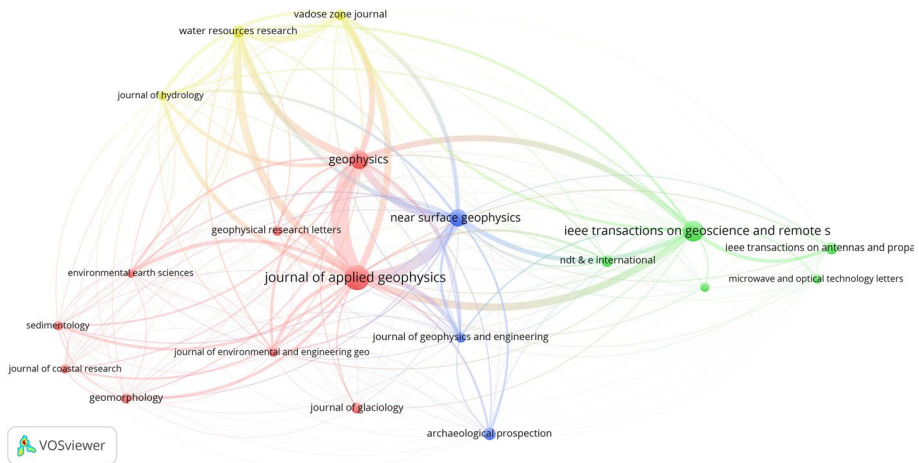 vadose zone journal
water resources research
journal of hydrology
geophysics
near surface geophysics
geophysical research letters
ieee transactions on geoscience and remote s
ieee transactions on antennas and propa
ndt & e international
environmental earth sciences
journal of applied geophysics
microwave and optical technology letters
sedimentology
journal of geophysics and engineering
journal of environmental and engineering geo
journal of coastal research
geomorphology
journal of glaciology
archaeological prospection
VOSviewer